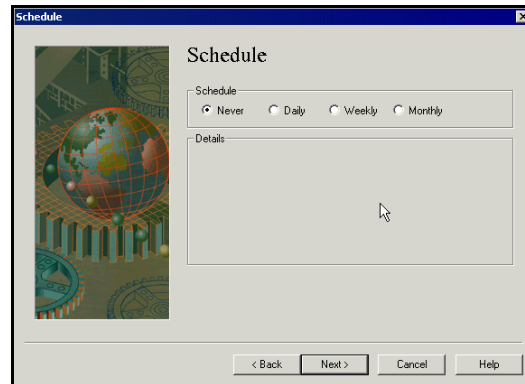 Schedule
Schedule
Schedule
Never Daily Weekly Monthly
Details
< Back Next > Cancel Help